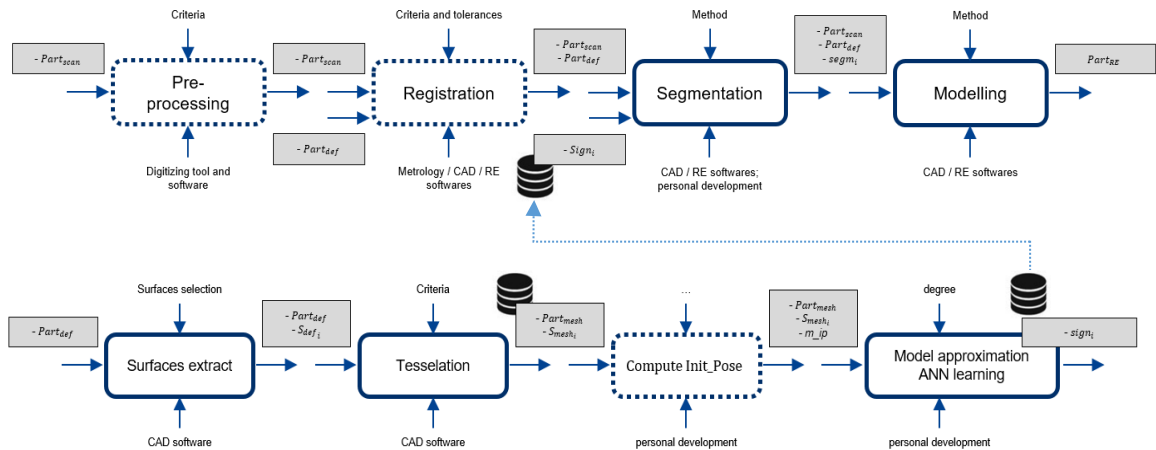 Criteria
Criteria and tolerances
Method
Method
- Part_scan
- Part_scan
- Part_scan
- Part_def
- Part_scan
- Part_def
- segm_i
Part_RE
Pre-
processing
Registration
Segmentation
Modelling
- Part_def
- Sign_i
Digitizing tool and
software
Metrology / CAD / RE
softwares
CAD / RE softwares;
personal development
CAD / RE softwares
Surfaces selection
Criteria
...
degree
- Part_def
- Part_def
- S_def_i
- Part_mesh
- S_mesh_i
- Part_mesh
- S_mesh_i
- m_ip
- sign_i
Surfaces extract
Tesselation
Compute Init_Pose
Model approximation
ANN learning
CAD software
CAD software
personal development
personal development